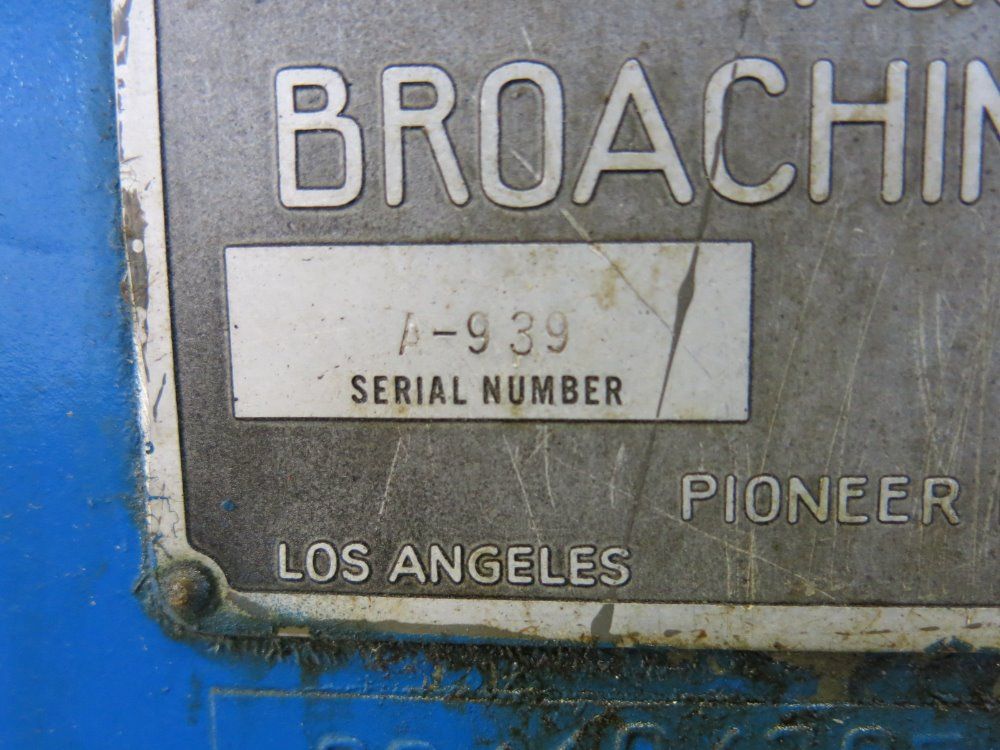 BROACHIN
A-939
SERIAL NUMBER
PIONEER
LOS ANGELES